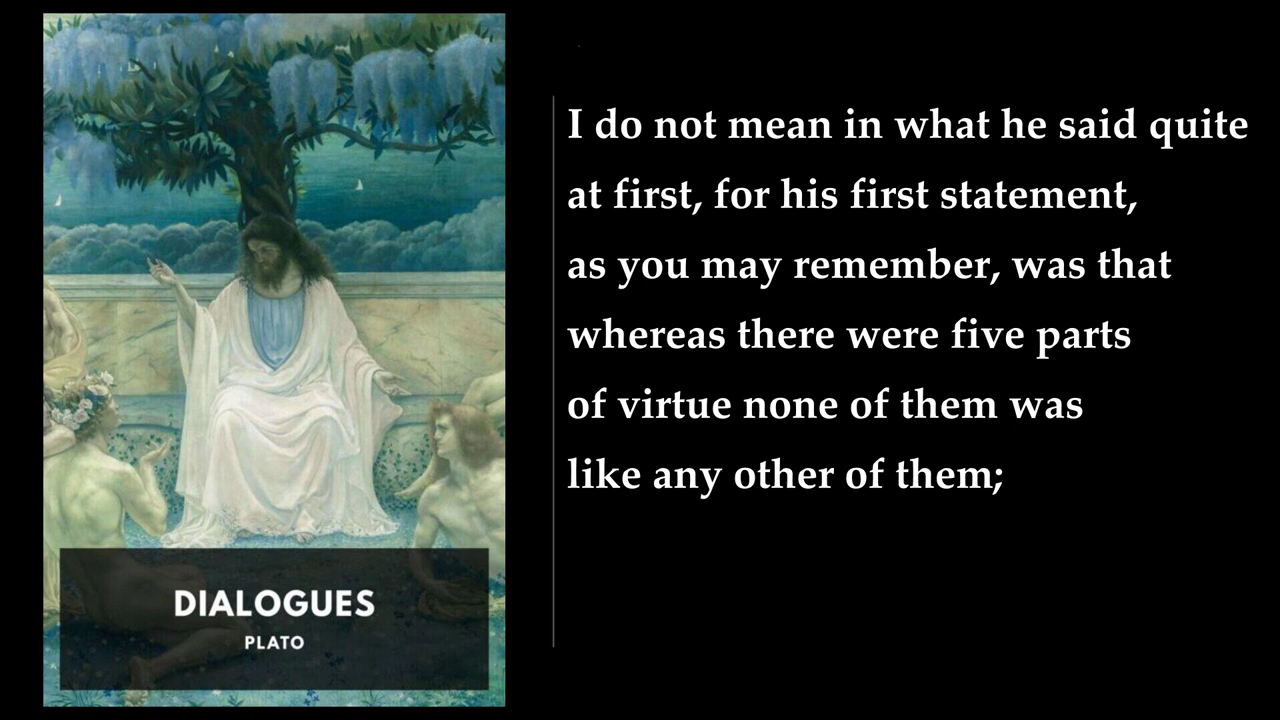 DIALOGUES
PLATO
I do not mean in what he said quite
at first, for his first statement,
as you may remember, was that
whereas there were five parts
of virtue none of them was
like any other of them;